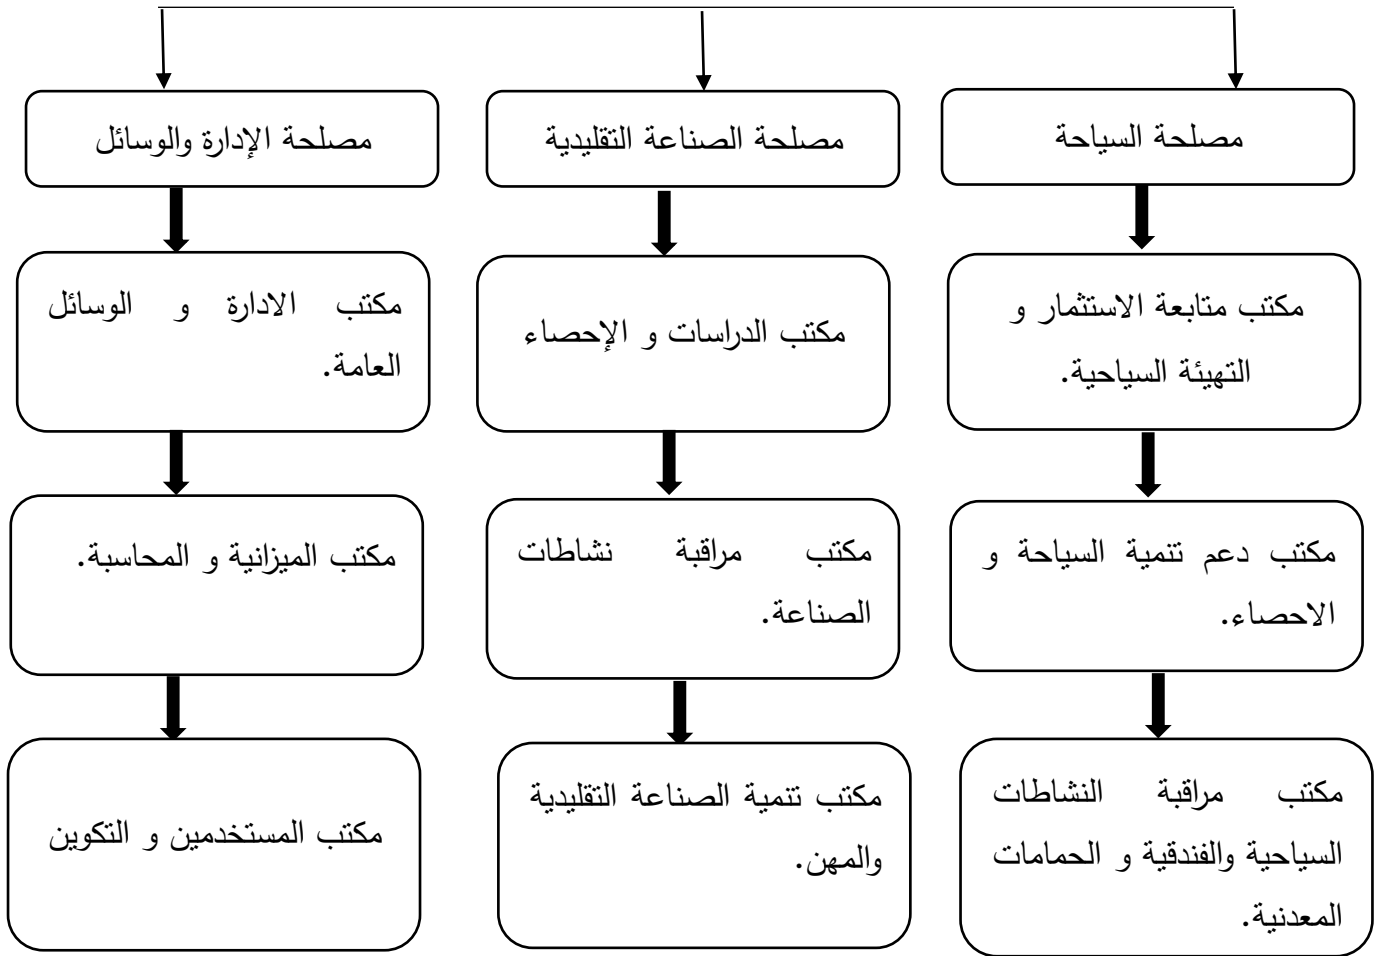 مصلحة السياحة
مصلحة الصناعة التقليدية
مصلحة الإدارة والوسائل
مكتب متابعة الاستثمار و
التهيئة السياحية.
مكتب الدراسات و الإحصاء
مكتب الادارة و الوسائل
العامة.
مكتب دعم تنمية السياحة و
الاحصاء.
مكتب مراقبة نشاطات
الصناعة.
مكتب الميزانية و المحاسبة.
مكتب مراقبة النشاطات
السياحية والفندقية و الحمامات
المعدنية.
مكتب تنمية الصناعة التقليدية
والمهن.
مكتب المستخدمين و التكوين